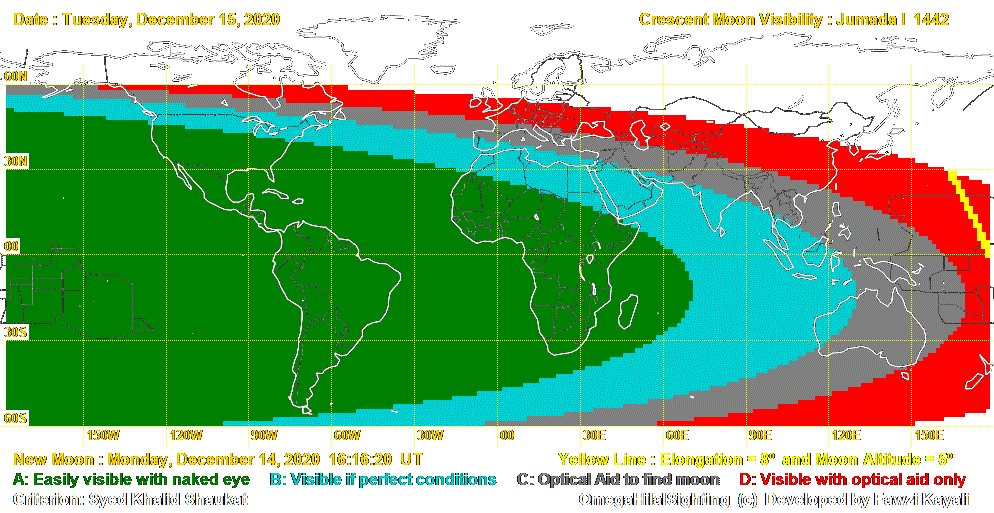 Date : Tuesday, December 15, 2020 Crescent Moon Visibility : Jumada I 1442
60N
30N
00
30S
60S
150W 120W 90W 60W 30W 00 30E 60E 90E 120E 150E
New Moon : Monday, December 14, 2020 16:16:20 UT Yellow Line : Elongation = 8º and Moon Altitude = 5º
A: Easily visible with naked eye B: Visible if perfect conditions C: Optical Aid to find moon D: Visible with optical aid only
Criterion: Syed Khalid Shaukat OmegaHilalSighting (c) Developed by Fawzi Kayali